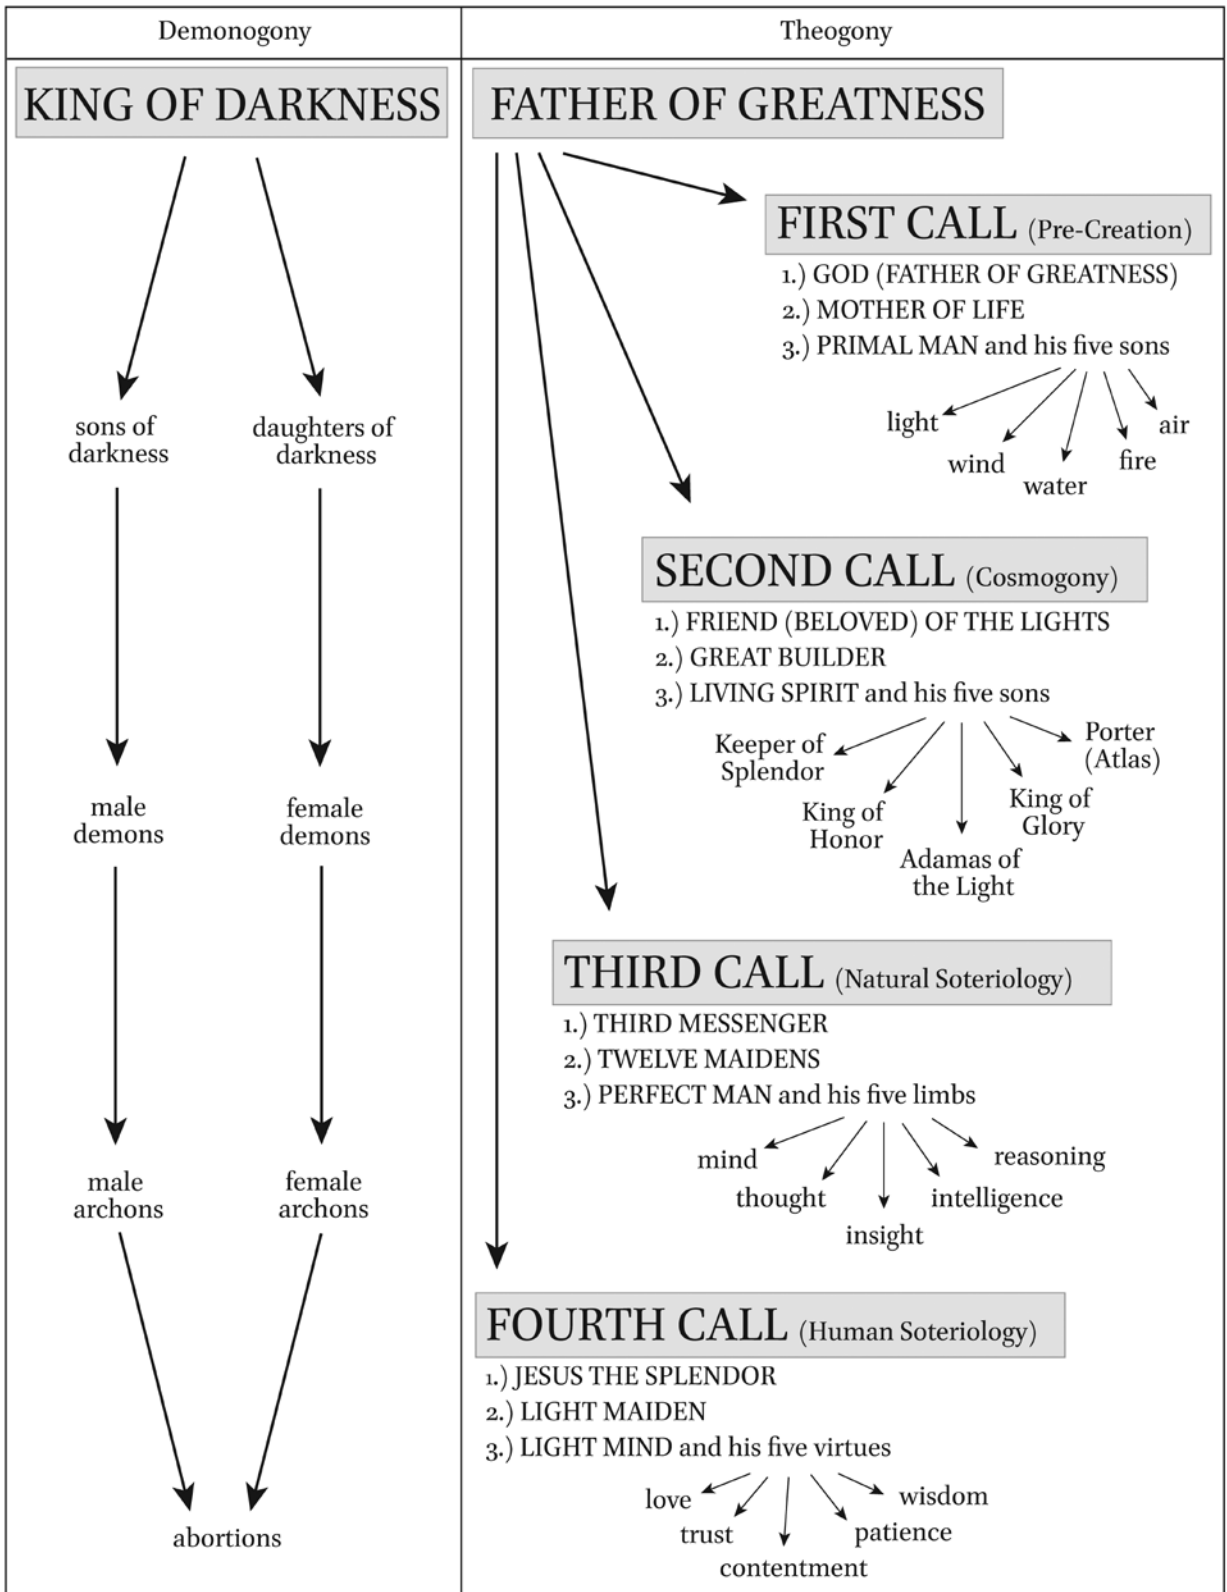 Demonogony
Theogony
KING OF DARKNESS
sons of
darkness
daughters of
darkness
male
demons
female
demons
male
archons
female
archons
abortions
FATHER OF GREATNESS
FIRST CALL (Pre-Creation)
1.) GOD (FATHER OF GREATNESS)
2.) MOTHER OF LIFE
3.) PRIMAL MAN and his five sons
light
wind
water
fire
air
SECOND CALL (Cosmogony)
1.) FRIEND (BELOVED) OF THE LIGHTS
2.) GREAT BUILDER
3.) LIVING SPIRIT and his five sons
Keeper of
Splendor
King of
Honor
Adamas of
the Light
King of
Glory
Porter
(Atlas)
THIRD CALL (Natural Soteriology)
1.) THIRD MESSENGER
2.) TWELVE MAIDENS
3.) PERFECT MAN and his five limbs
mind
thought
insight
intelligence
reasoning
FOURTH CALL (Human Soteriology)
1.) JESUS THE SPLENDOR
2.) LIGHT MAIDEN
3.) LIGHT MIND and his five virtues
love
trust
contentment
patience
wisdom